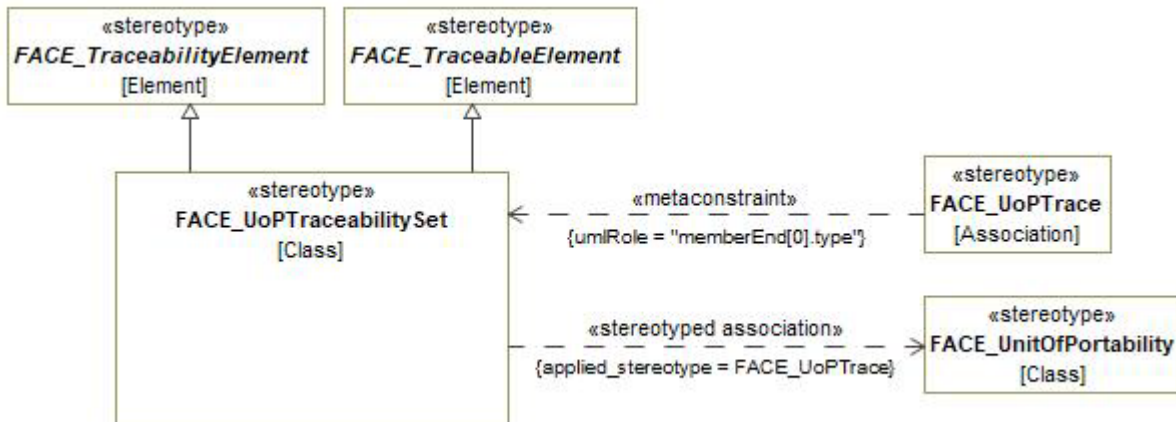 «stereotype»
FACE_TraceabilityElement
[Element]
«stereotype»
FACE_TraceableElement
[Element]
«stereotype»
FACE_UoPTraceabilitySet
[Class]
«metaconstraint»
{umlRole = "memberEnd[0].type"}
«stereotype»
FACE_UoPTrace
[Association]
«stereotyped association»
{applied_stereotype = FACE_UoPTrace}
«stereotype»
FACE_UnitOfPortability
[Class]